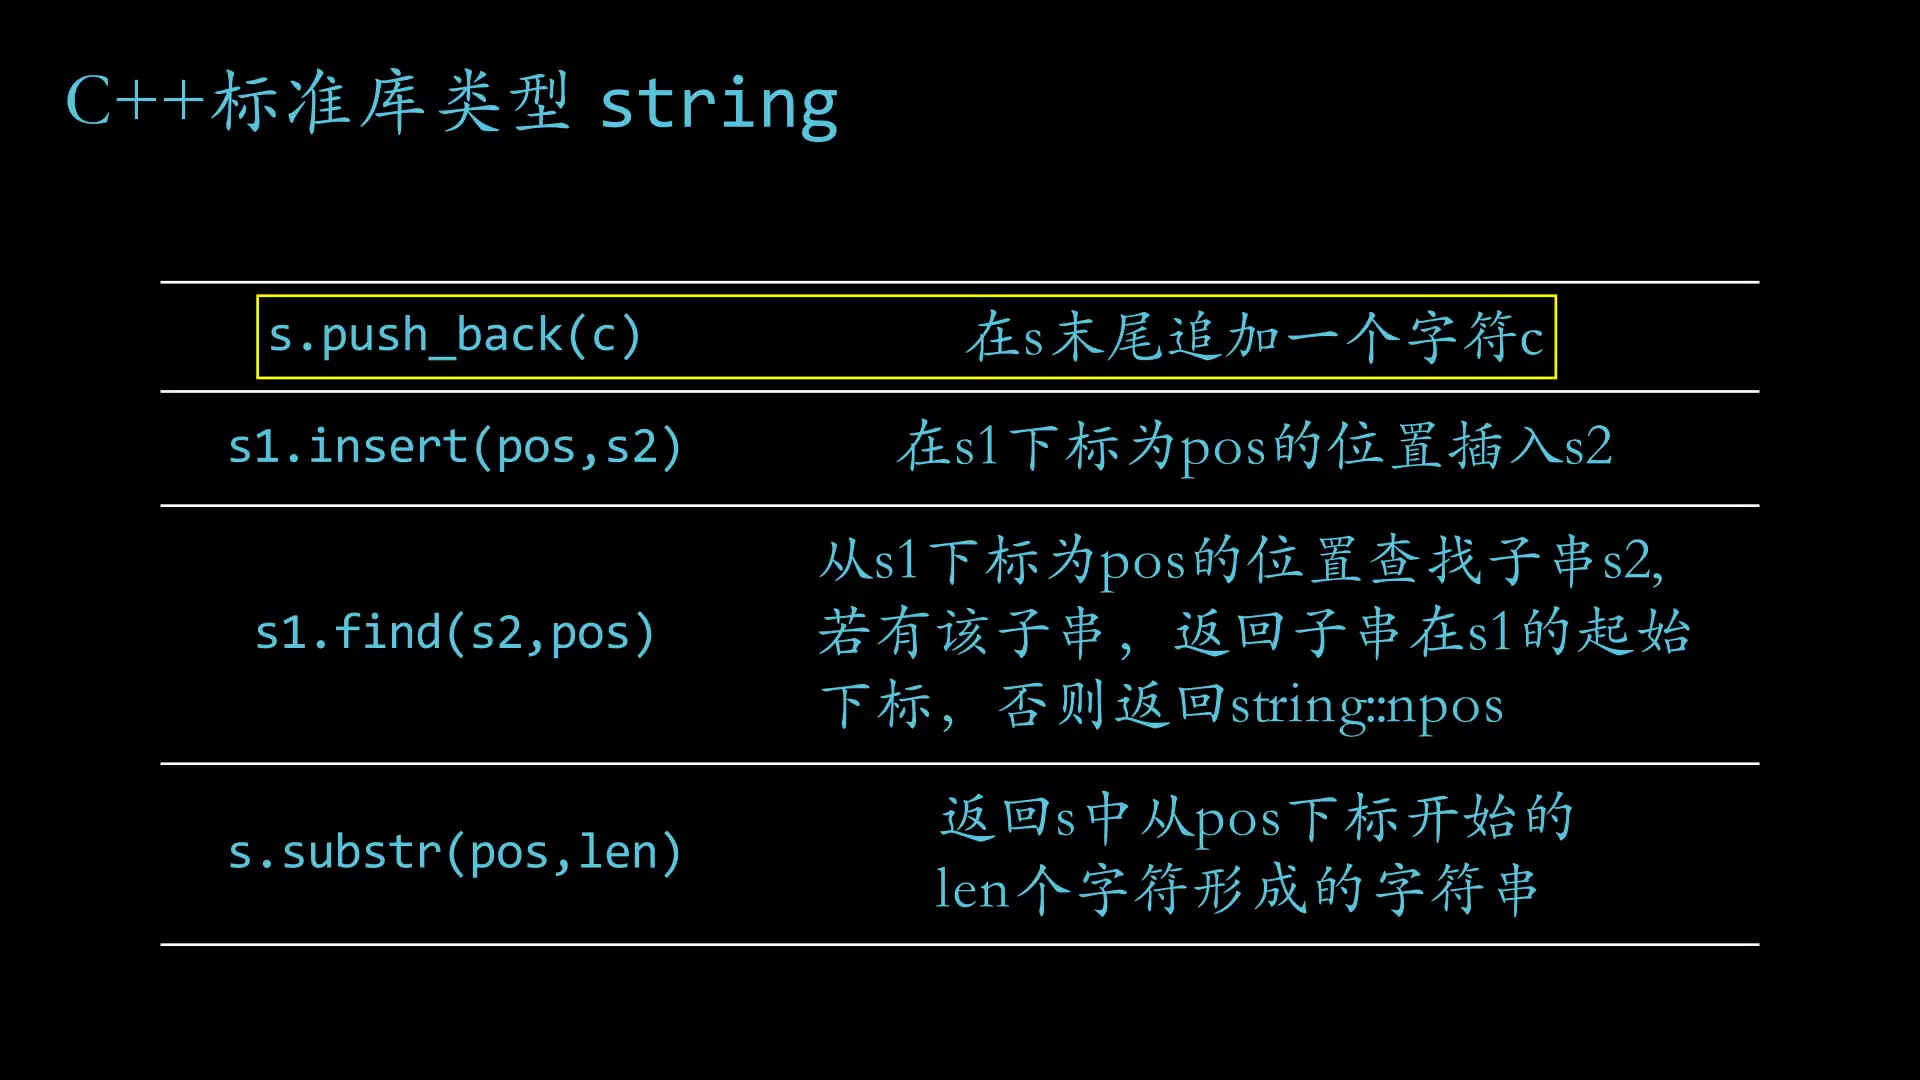 C++标准库类型 string
s.push_back(c) 在s末尾追加一个字符c
s1.insert(pos,s2) 在s1下标为pos的位置插入s2
从s1下标为pos的位置查找子串s2,
s1.find(s2,pos) 若有该子串，返回子串在s1的起始
下标，否则返回string::npos
返回s中从pos下标开始的
s.substr(pos,len)
len个字符形成的字符串